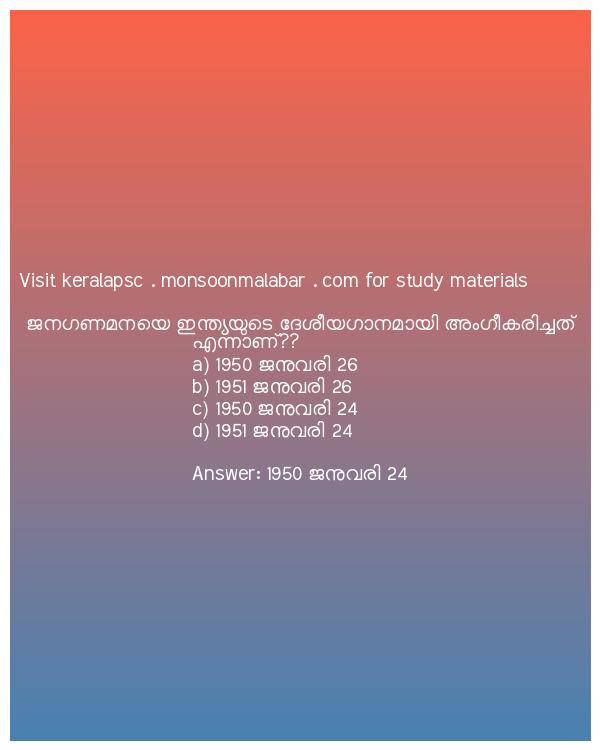 Visit keralapsc . monsoonmalabar . com for study materials
ജനഗണമനയെ ഇന്ത്യയുടെ ദേശീയഗാനമായി അംഗീകരിച്ചത്
എന്നാണ്??
a) 1950 ജനുവരി 26
b) 1951 ജനുവരി 26
c) 1950 ജനുവരി 24
d) 1951 ജനുവരി 24
Answer: 1950 ജനുവരി 24